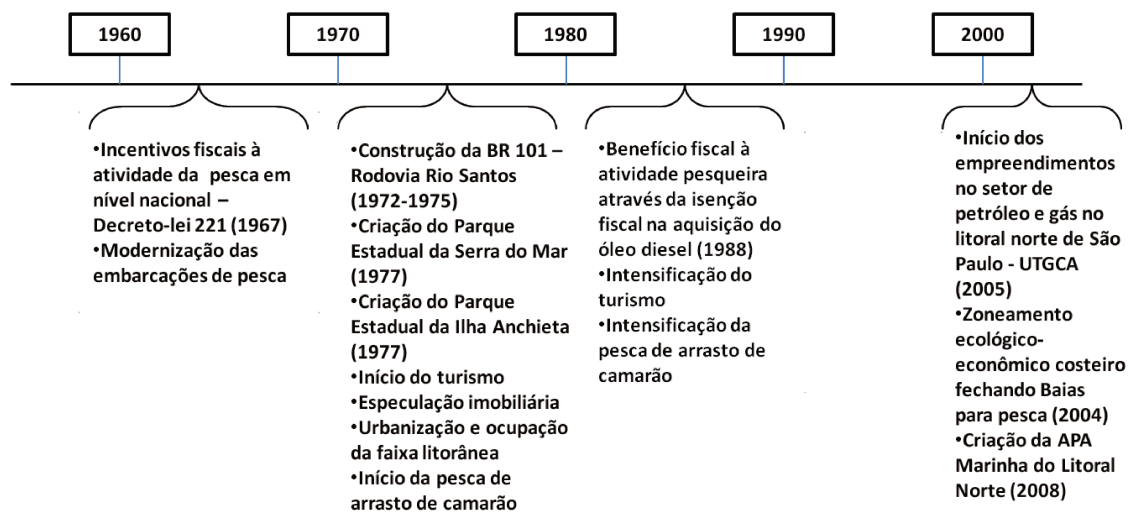 1960
1970
1980
1990
2000
•Incentivos fiscais à
atividade da pesca em
nível nacional –
Decreto-lei 221 (1967)
•Modernização das
embarcações de pesca
•Construção da BR 101 –
Rodovia Rio Santos
(1972-1975)
•Criação do Parque
Estadual da Serra do Mar
(1977)
•Criação do Parque
Estadual da Ilha Anchieta
(1977)
•Início do turismo
•Especulação imobiliária
•Urbanização e ocupação
da faixa litorânea
•Início da pesca de
arrasto de camarão
•Benefício fiscal à
atividade pesqueira
através da isenção
fiscal na aquisição do
óleo diesel (1988)
•Intensificação do
turismo
•Intensificação da
pesca de arrasto de
camarão
•Início dos
empreendimentos
no setor de
petróleo e gás no
litoral norte de São
Paulo - UTGCA
(2005)
•Zoneamento
ecológico-
econômico costeiro
fechando Baias
para pesca (2004)
•Criação da APA
Marinha do Litoral
Norte (2008)